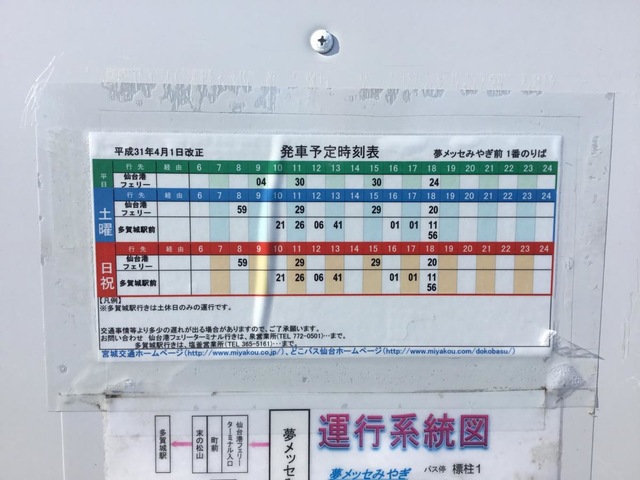 平成31年4月1日改正 発車予定時刻表 夢メッセみやぎ前 1番のりば
平日 行先 経由 6 7 8 9 10 11 12 13 14 15 16 17 18 19 20 21 22 23 24
仙台港フェリー 04 30 30 24
土曜 行先 経由 6 7 8 9 10 11 12 13 14 15 16 17 18 19 20 21 22 23 24
仙台港フェリー 59 29 29 20
多賀城駅前 21 26 06 41 01 01 11
56
日祝 行先 経由 6 7 8 9 10 11 12 13 14 15 16 17 18 19 20 21 22 23 24
仙台港フェリー 59 29 29 20
多賀城駅前 21 26 06 41 01 01 11
56
[凡例]
※多賀城駅行きは土休日のみの運行です。
交通事情等より多少の遅れが出る場合がありますので、ご了承願います。
お問い合わせ 仙台港フェリーターミナル行きは、泉営業所(TEL 772-0501)…まで。
多賀城駅行きは、塩釜営業所(TEL 365-5161)…まで。
宮城交通ホームページ(http://www.miyakou.co.jp/)、どこバス仙台ホームページ(http://www.miyakou.com/dokobasu/)
多賀城駅
末の松山
町前
仙台港フェリーターミナル入口
夢メッセみ
運行系統図
夢メッセみやぎ バス停 標柱1